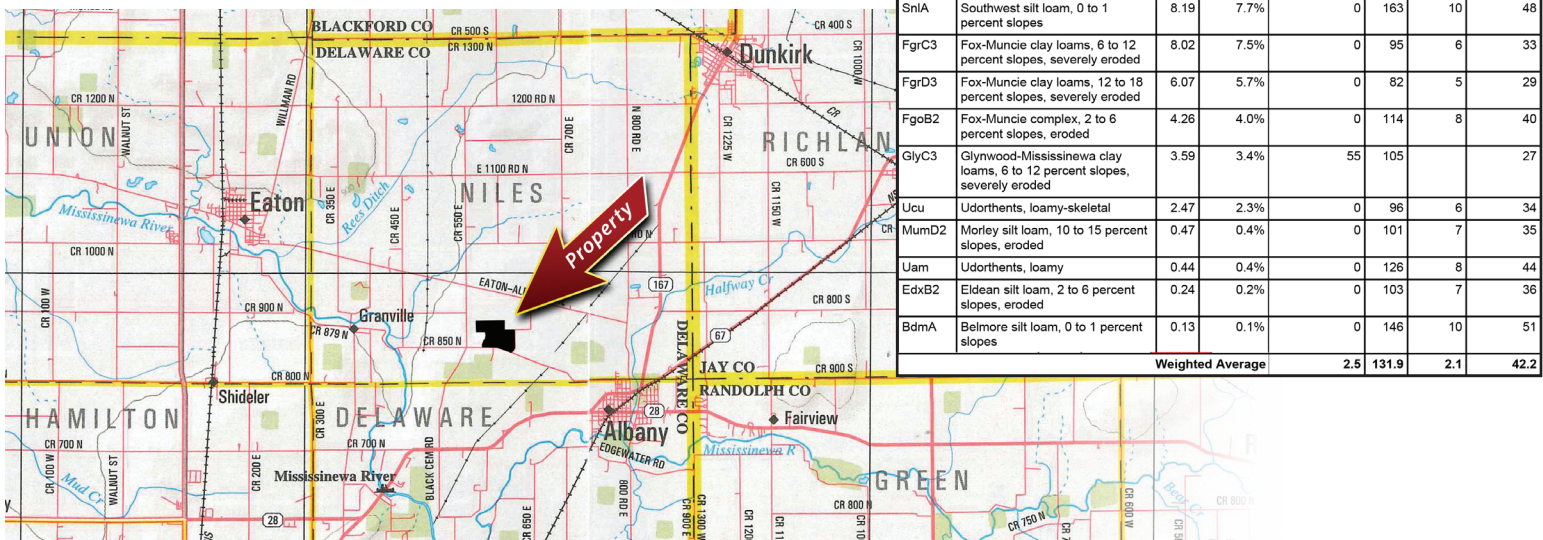 BLACKFORD CO
CR 500 S
CR 400 S
DELAWARE CO
CR 1300 N
Dunkirk
CR 1000 W
CR 1200 N
WILLMAN RD
1200 RD N
CR 700 E
N 800 RD E
CR 1225 W
CR
UNION
WALNUT ST
RICHLAN
CR 600 S
E 1100 RD N
NILES
Eaton
CR 350 E
Rees Ditch
CR 450 E
CR 550 E
CR 1150 W
Mississinewa River
Property
RD N
CR
CR 1000 N
EATON-AL
167
Halfway Cr
CR 800 S
CR 100 W
CR 900 N
Granville
CR 879 N
CR 850 N
67
DELAWARE CO
JAY CO
CR 900 S
CR 800 N
RANDOLPH CO
Shideler
HAMILTON
CR 300 E
DELAWARE
28
Fairview
CR 700 N
CR 700 N
Albany
EDGEWATER RD
Mississinewa R
CR 100 W
WALNUT ST
CR 200 E
BLACK CEM RD
Mississinewa River
GREEN
Mud Cr
800 RD E
CR 800 N
CR 600 W
Bear Cr
CR 800 N
28
CR 650 E
CR 900 E
CR 1300 W
CR 750 N
SnlA Southwest silt loam, 0 to 1 8.19 7.7% 0 163 10 48
percent slopes
FgrC3 Fox-Muncie clay loams, 6 to 12 8.02 7.5% 0 95 6 33
percent slopes, severely eroded
FgrD3 Fox-Muncie clay loams, 12 to 18 6.07 5.7% 0 82 5 29
percent slopes, severely eroded
FgoB2 Fox-Muncie complex, 2 to 6 4.26 4.0% 0 114 8 40
percent slopes, eroded
GlyC3 Glynwood-Mississinewa clay 3.59 3.4% 55 105 27
loams, 6 to 12 percent slopes,
severely eroded
Ucu Udorthents, loamy-skeletal 2.47 2.3% 0 96 6 34
MumD2 Morley silt loam, 10 to 15 percent 0.47 0.4% 0 101 7 35
slopes, eroded
Uam Udorthents, loamy 0.44 0.4% 0 126 8 44
EdxB2 Eldean silt loam, 2 to 6 percent 0.24 0.2% 0 103 7 36
slopes, eroded
BdmA Belmore silt loam, 0 to 1 percent 0.13 0.1% 0 146 10 51
slopes
Weighted Average 2.5 131.9 2.1 42.2